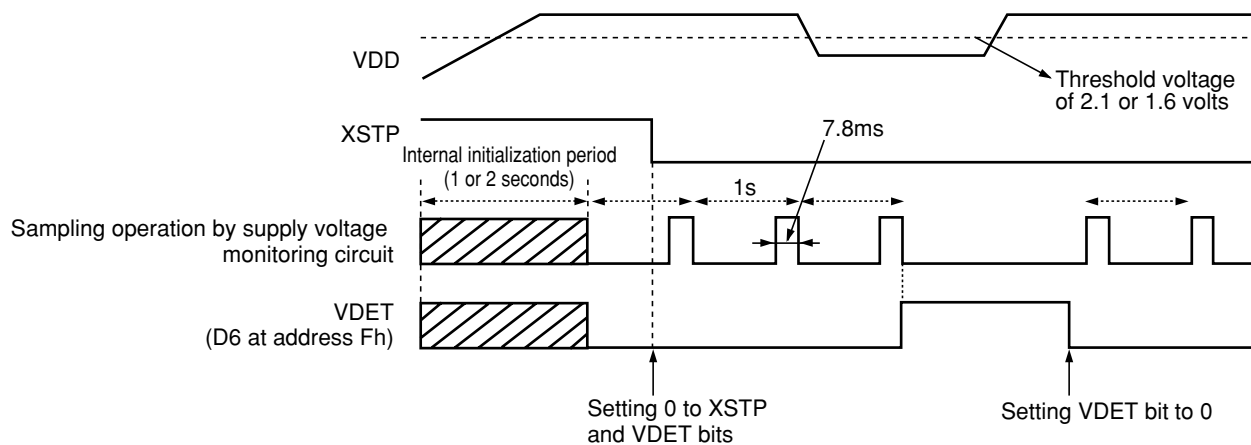 VDD
Threshold voltage
of 2.1 or 1.6 volts
XSTP
7.8ms
Internal initialization period
(1 or 2 seconds)
1s
Sampling operation by supply voltage
monitoring circuit
VDET
(D6 at address Fh)
Setting 0 to XSTP
and VDET bits
Setting VDET bit to 0